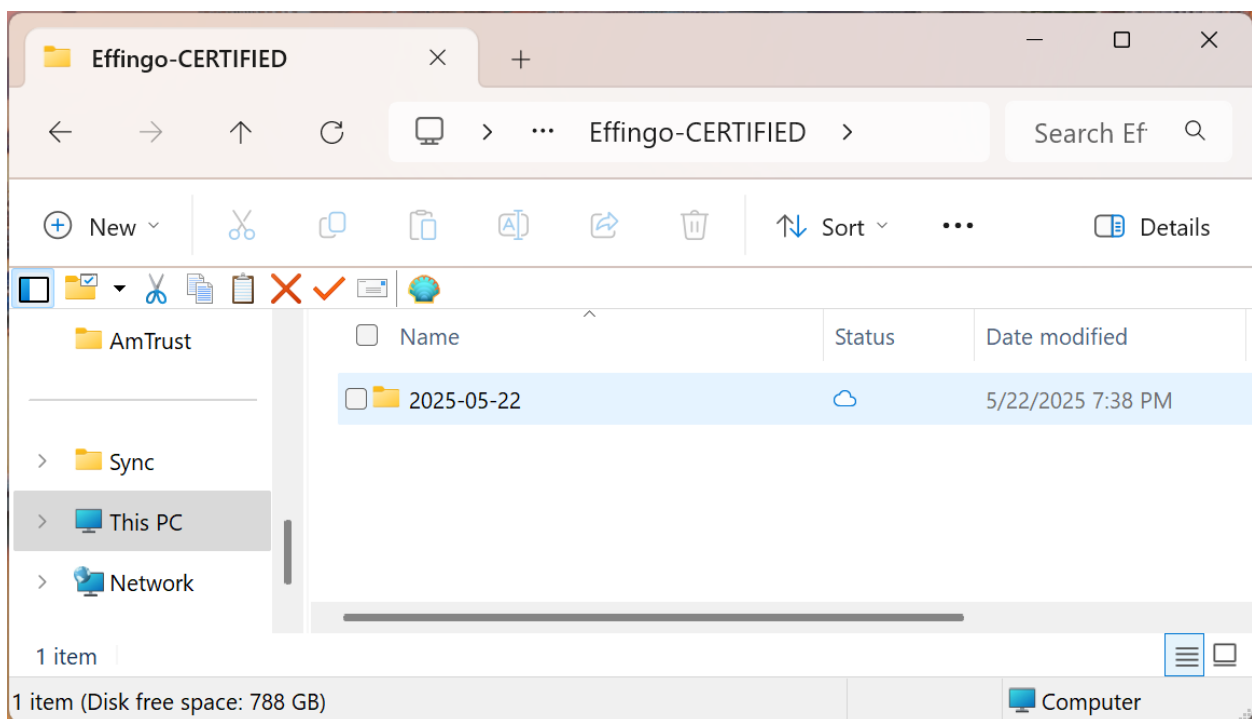 Effingo-CERTIFIED
Effingo-CERTIFIED
Search Ef
New
Sort
Details
AmTrust
Name Status Date modified
2025-05-22 5/22/2025 7:38 PM
Sync
This PC
Network
1 item
1 item (Disk free space: 788 GB) Computer